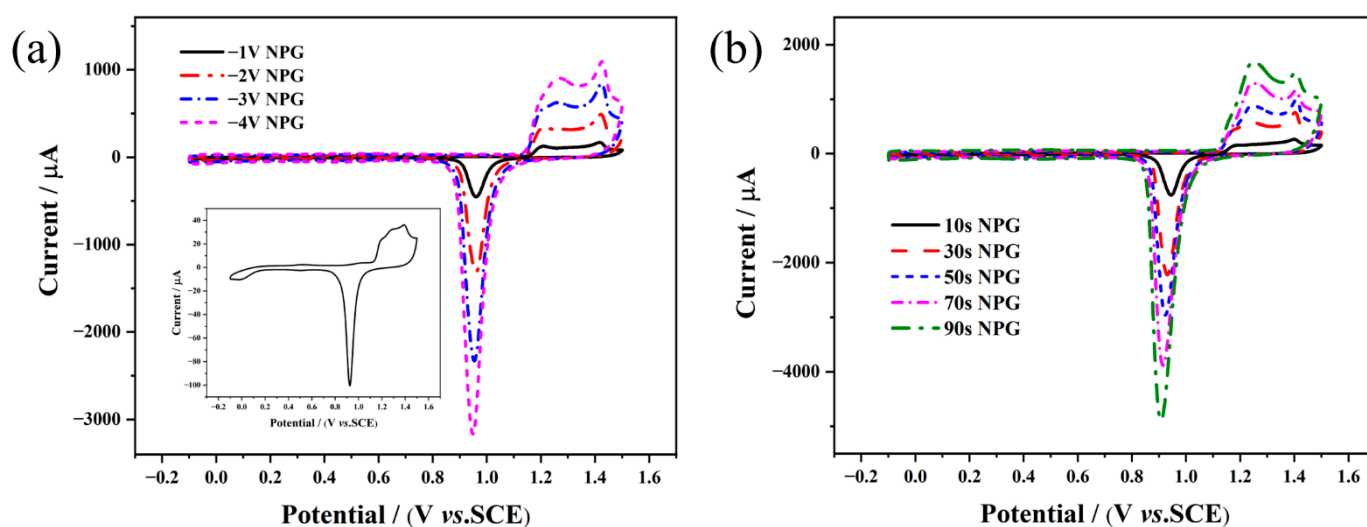 (a)
−1V NPG
−2V NPG
−3V NPG
−4V NPG
1000
0
−1000
−2000
−3000
Current / μA
−0.2 0.0 0.2 0.4 0.6 0.8 1.0 1.2 1.4 1.6
Potential / (V vs.SCE)
40
20
0
−20
−40
−60
−80
−100
Current / μA
−0.2 0.0 0.2 0.4 0.6 0.8 1.0 1.2 1.4 1.6
Potential / (V vs.SCE)
(b)
2000
0
−2000
−4000
Current / μA
10s NPG
30s NPG
50s NPG
70s NPG
90s NPG
−0.2 0.0 0.2 0.4 0.6 0.8 1.0 1.2 1.4 1.6
Potential / (V vs.SCE)